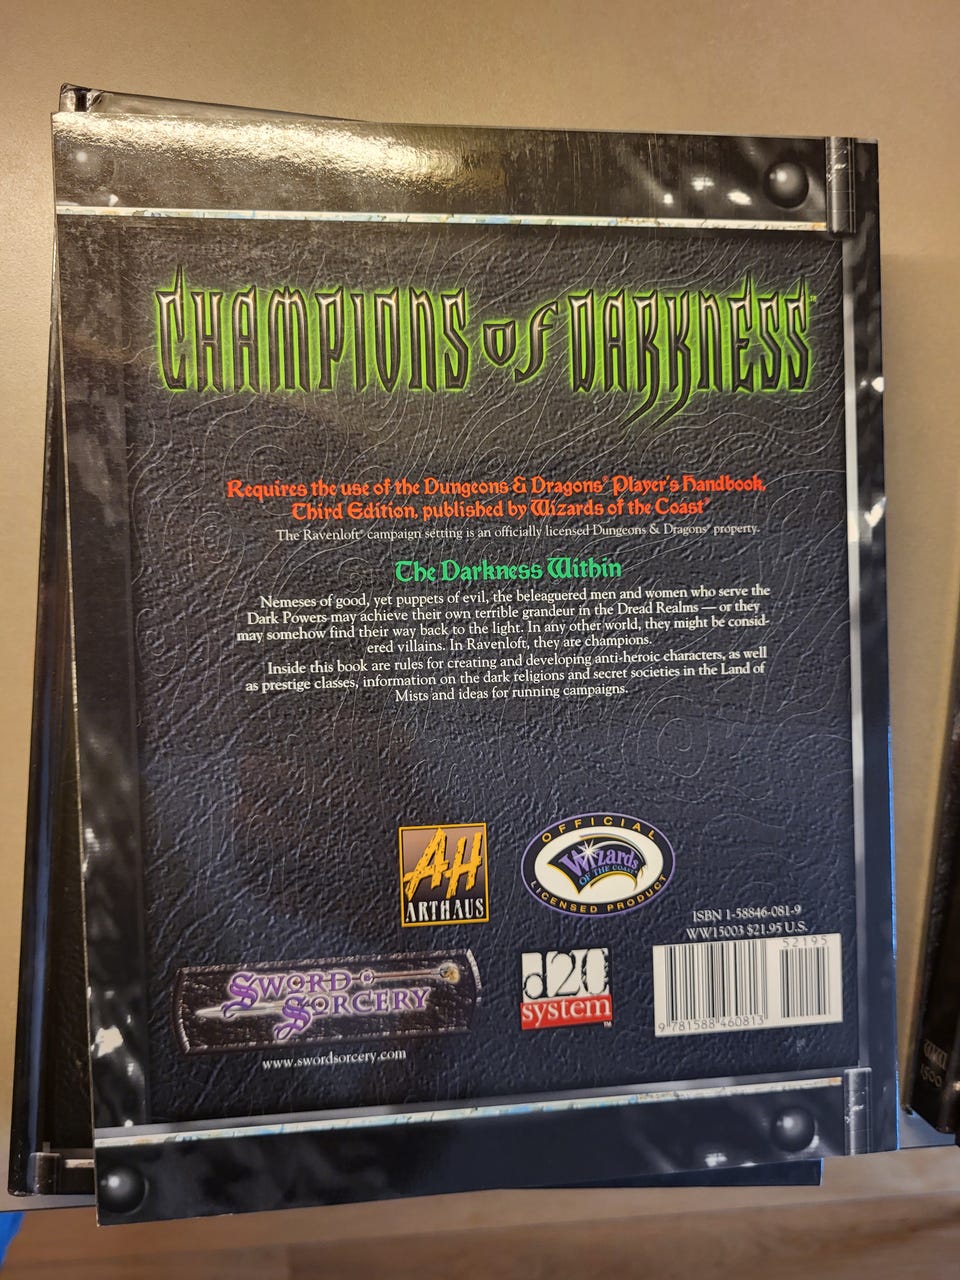 CHAMPIONS OF DARKNESS™
Requires the use of the Dungeons & Dragons® Player's Handbook,
Third Edition, published by Wizards of the Coast®
The Ravenloft® campaign setting is an officially licensed Dungeons & Dragons® property.
The Darkness Within
Nemeses of good, yet puppets of evil, the beleaguered men and women who serve the
Dark Powers may achieve their own terrible grandeur in the Dread Realms — or they
may somehow find their way back to the light. In any other world, they might be consid-
ered villains. In Ravenloft, they are champions.
Inside this book are rules for creating and developing anti-heroic characters, as well
as prestige classes, information on the dark religions and secret societies in the Land of
Mists and ideas for running campaigns.
AH
ARTHAUS
OFFICIAL
Wizards
OF THE COAST®
LICENSED PRODUCT
ISBN 1-58846-081-9
WW15003 $21.95 U.S.
52195
9 781588 460813
SWORD
SORCERY
www.swordsorcery.com
d20
system™